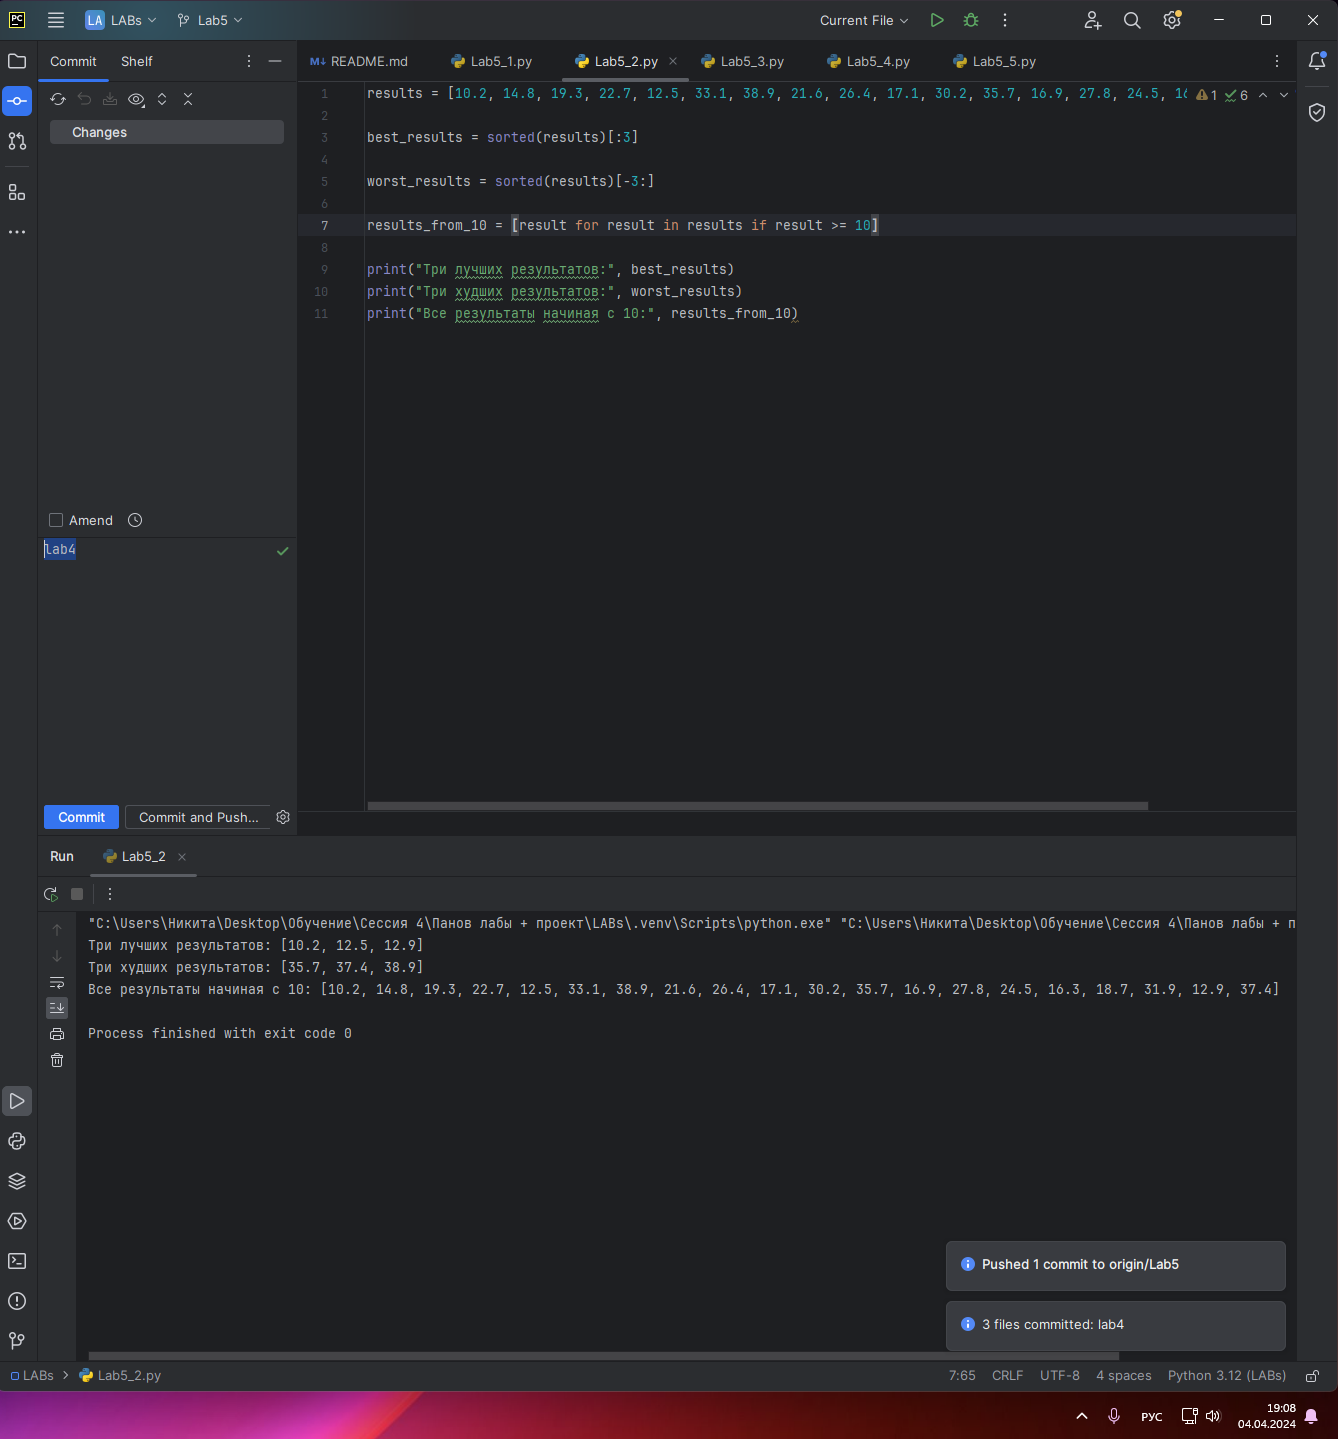 PC LA LABs Lab5 Current File
Commit Shelf
README.md Lab5_1.py Lab5_2.py Lab5_3.py Lab5_4.py Lab5_5.py
Changes
1 results = [10.2, 14.8, 19.3, 22.7, 12.5, 33.1, 38.9, 21.6, 26.4, 17.1, 30.2, 35.7, 16.9, 27.8, 24.5, 16 1 6
2
3 best_results = sorted(results)[:3]
4
5 worst_results = sorted(results)[-3:]
6
7 results_from_10 = [result for result in results if result >= 10]
8
9 print("Три лучших результатов:", best_results)
10 print("Три худших результатов:", worst_results)
11 print("Все результаты начиная с 10:", results_from_10)
Amend
lab4
Commit Commit and Push...
Run Lab5_2
"C:\Users\Никита\Desktop\Обучение\Сессия 4\Панов лабы + проект\LABs\.venv\Scripts\python.exe" "C:\Users\Никита\Desktop\Обучение\Сессия 4\Панов лабы + п
Три лучших результатов: [10.2, 12.5, 12.9]
Три худших результатов: [35.7, 37.4, 38.9]
Все результаты начиная с 10: [10.2, 14.8, 19.3, 22.7, 12.5, 33.1, 38.9, 21.6, 26.4, 17.1, 30.2, 35.7, 16.9, 27.8, 24.5, 16.3, 18.7, 31.9, 12.9, 37.4]
Process finished with exit code 0
Pushed 1 commit to origin/Lab5
3 files committed: lab4
LABs > Lab5_2.py 7:65 CRLF UTF-8 4 spaces Python 3.12 (LABs)
РУС 19:08
04.04.2024